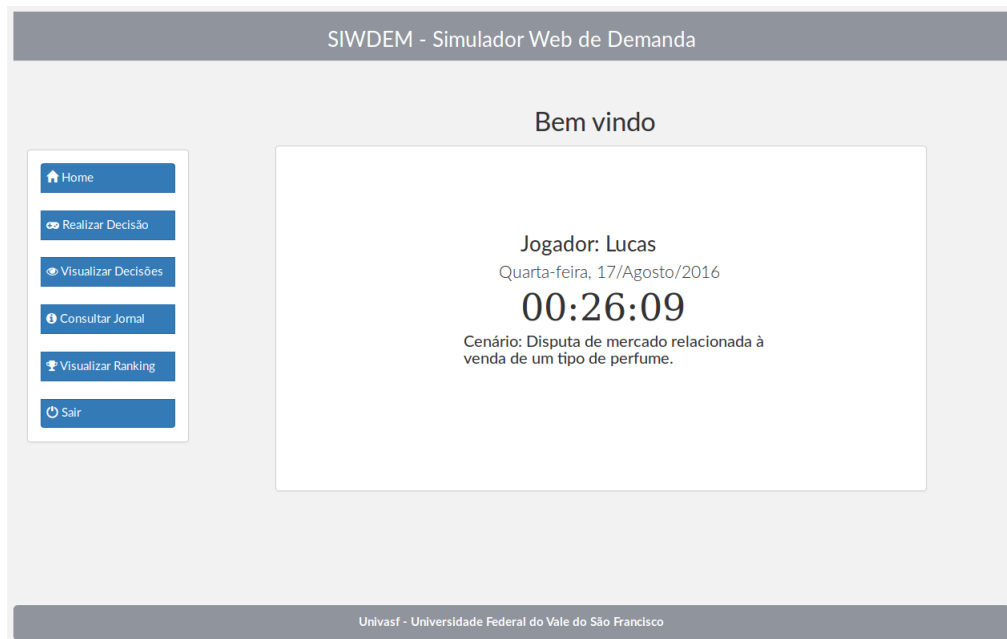 SIWDEM - Simulador Web de Demanda
Bem vindo
Home
Realizar Decisão
Visualizar Decisões
Consultar Jornal
Visualizar Ranking
Sair
Jogador: Lucas
Quarta-feira, 17/Agosto/2016
00:26:09
Cenário: Disputa de mercado relacionada à
venda de um tipo de perfume.
Univasf - Universidade Federal do Vale do São Francisco